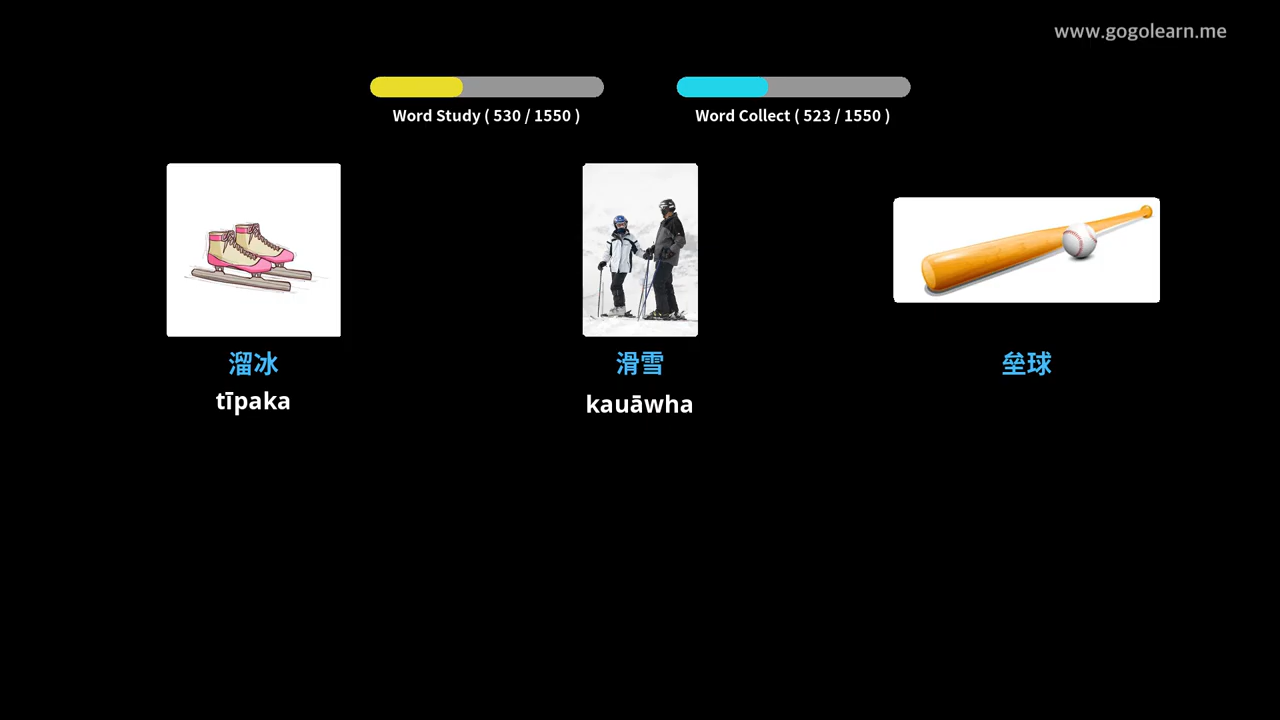 www.gogolearn.me
Word Study ( 530 / 1550 )
Word Collect ( 523 / 1550 )
溜冰
滑雪
垒球
tīpaka
kauāwha